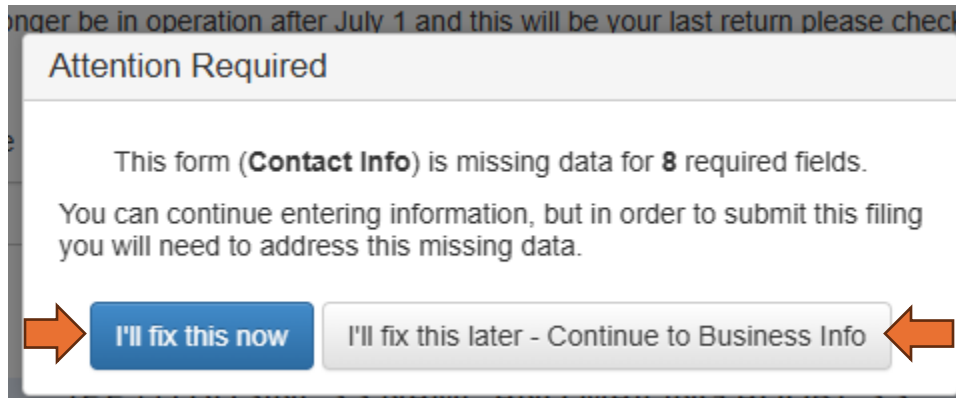 onger be in operation after July 1 and this will be your last return please check
Attention Required
This form (Contact Info) is missing data for 8 required fields.
You can continue entering information, but in order to submit this filing
you will need to address this missing data.
I'll fix this now
I'll fix this later - Continue to Business Info